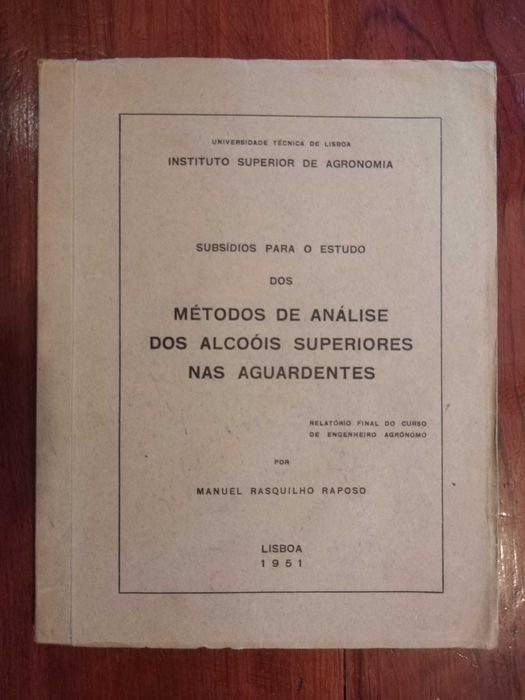 UNIVERSIDADE TÉCNICA DE LISBOA
INSTITUTO SUPERIOR DE AGRONOMIA
SUBSÍDIOS PARA O ESTUDO
DOS
MÉTODOS DE ANÁLISE
DOS ALCOÓIS SUPERIORES
NAS AGUARDENTES
RELATÓRIO FINAL DO CURSO
DE ENGENHEIRO AGRÓNOMO
POR
MANUEL RASQUILHO RAPOSO
LISBOA
1951